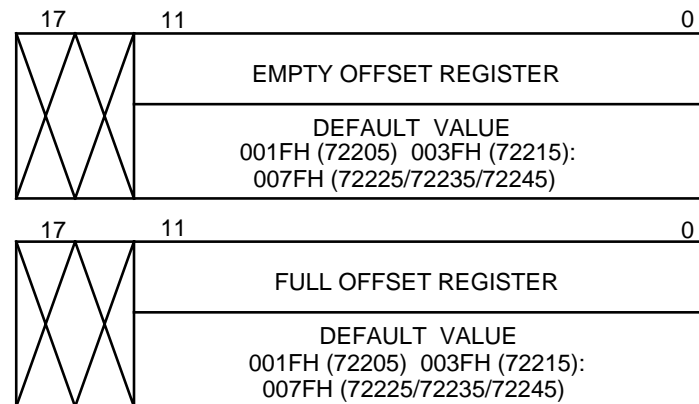 17 11 0
EMPTY OFFSET REGISTER
DEFAULT VALUE
001FH (72205) 003FH (72215):
007FH (72225/72235/72245)
17 11 0
FULL OFFSET REGISTER
DEFAULT VALUE
001FH (72205) 003FH (72215):
007FH (72225/72235/72245)